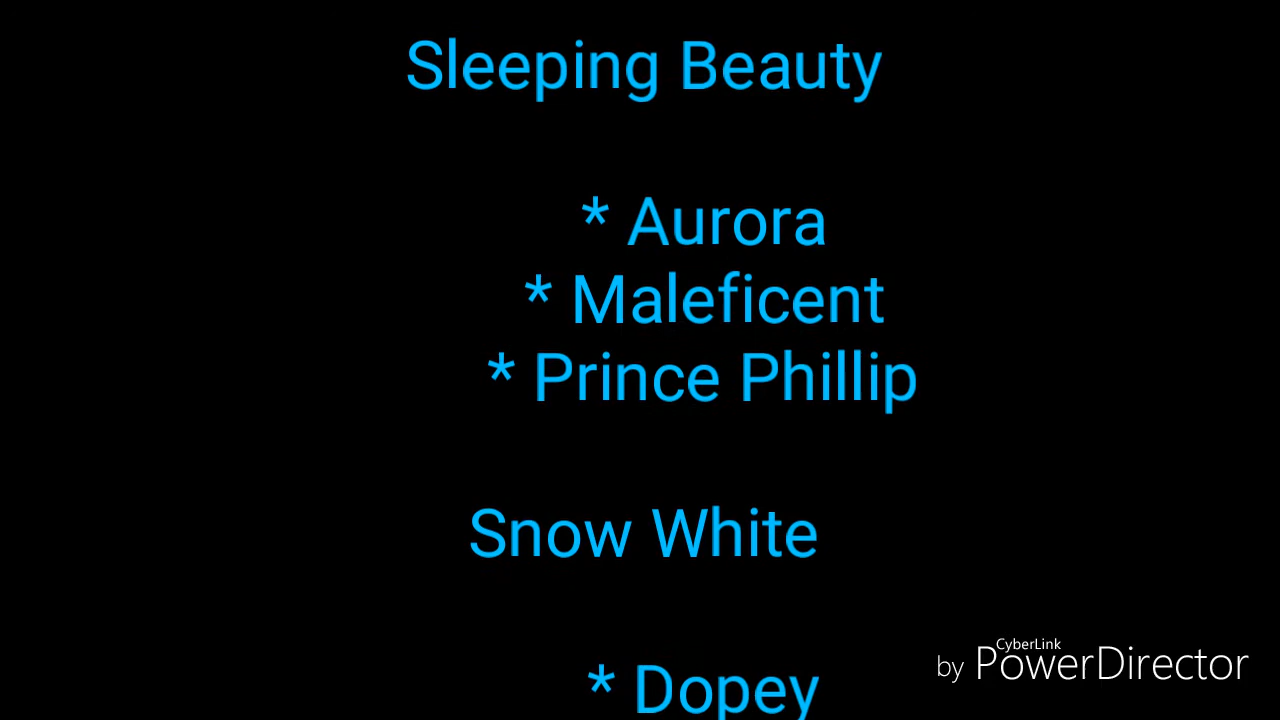 Sleeping Beauty
* Aurora
* Maleficent
* Prince Phillip
Snow White
* Dopey
CyberLink
by PowerDirector